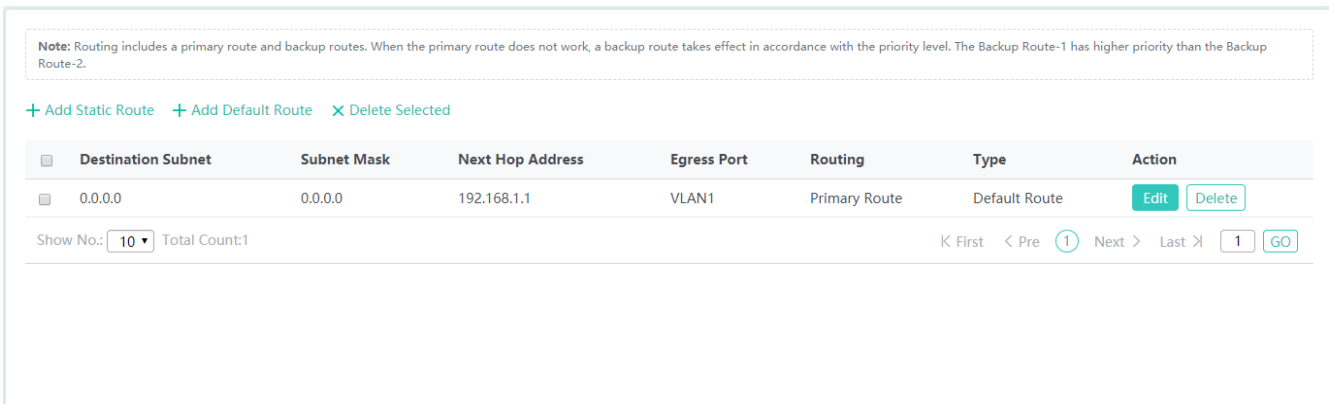 Note: Routing includes a primary route and backup routes. When the primary route does not work, a backup route takes effect in accordance with the priority level. The Backup Route-1 has higher priority than the Backup
Route-2.
Add Static Route Add Default Route Delete Selected
Destination Subnet Subnet Mask Next Hop Address Egress Port Routing Type Action
0.0.0.0 0.0.0.0 192.168.1.1 VLAN1 Primary Route Default Route Edit Delete
Show No.: 10 Total Count:1 First Pre 1 Next Last 1 GO